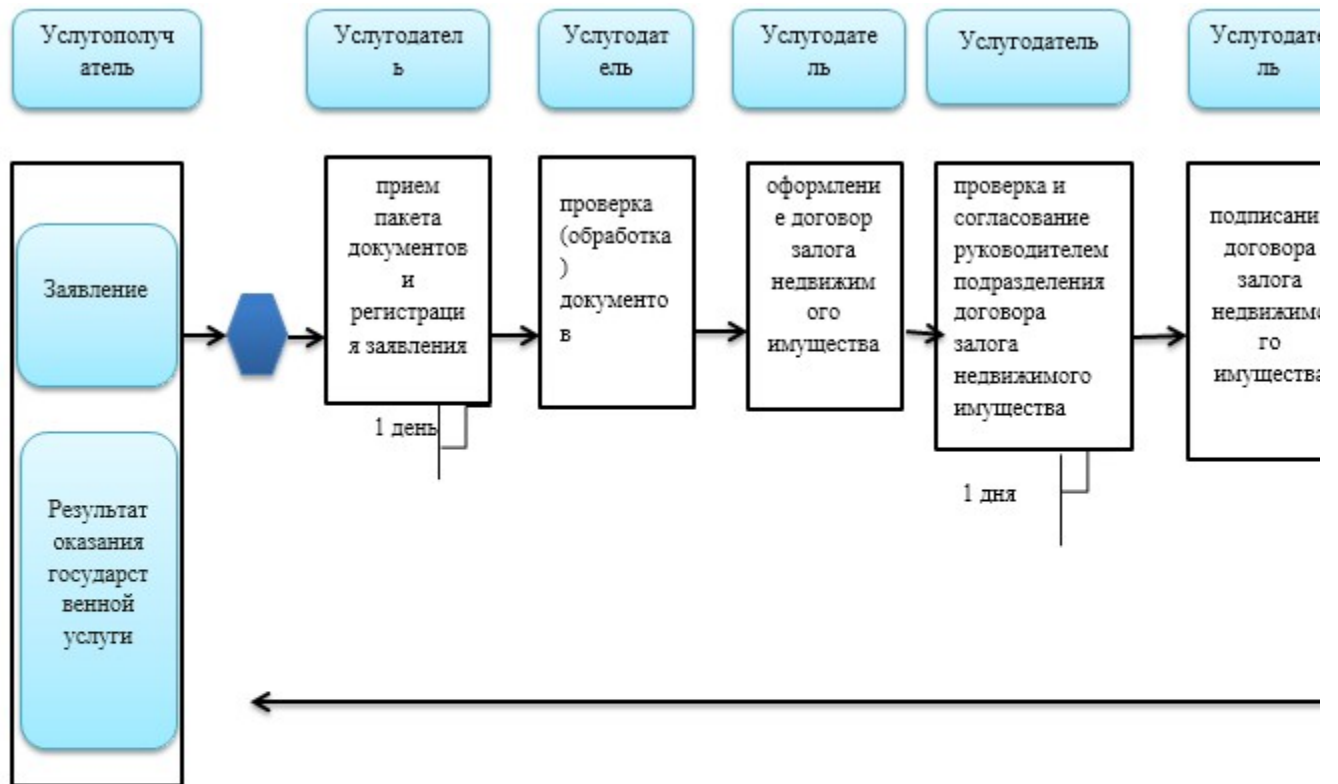 Услугополуч
атель
Услугодател
ь
Услугодат
ель
Услугодате
ль
Услугодатель
Услугодате
ль
Заявление
Результат
оказания
государст
венной
услуги
прием
пакета
документов
и
регистраци
я заявления
1 день
проверка
(обработка
)
документо
в
оформлени
е договор
залога
недвижим
ого
имущества
проверка и
согласование
руководителем
подразделения
договора
залога
недвижимого
имущества
1 дня
подписани
договора
залога
недвижимо
го
имущества